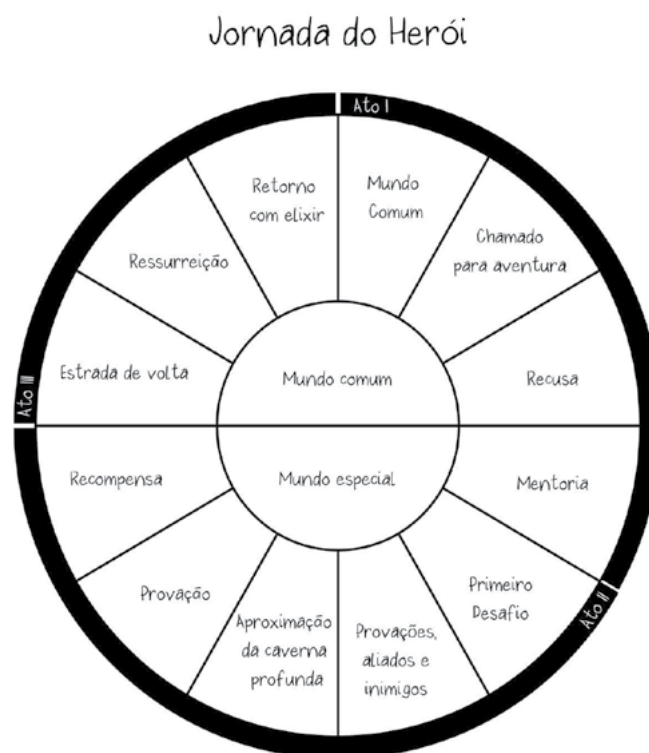 Jornada do Herói
Ato I
Mundo
Comum
Chamado
para aventura
Recusa
Mentoria
Ato II
Primeiro
Desafio
Provações,
aliados e
inimigos
Aproximação
da caverna
profunda
Provação
Recompensa
Ato III
Estrada de volta
Ressurreição
Retorno
com elixir
Mundo comum
Mundo especial